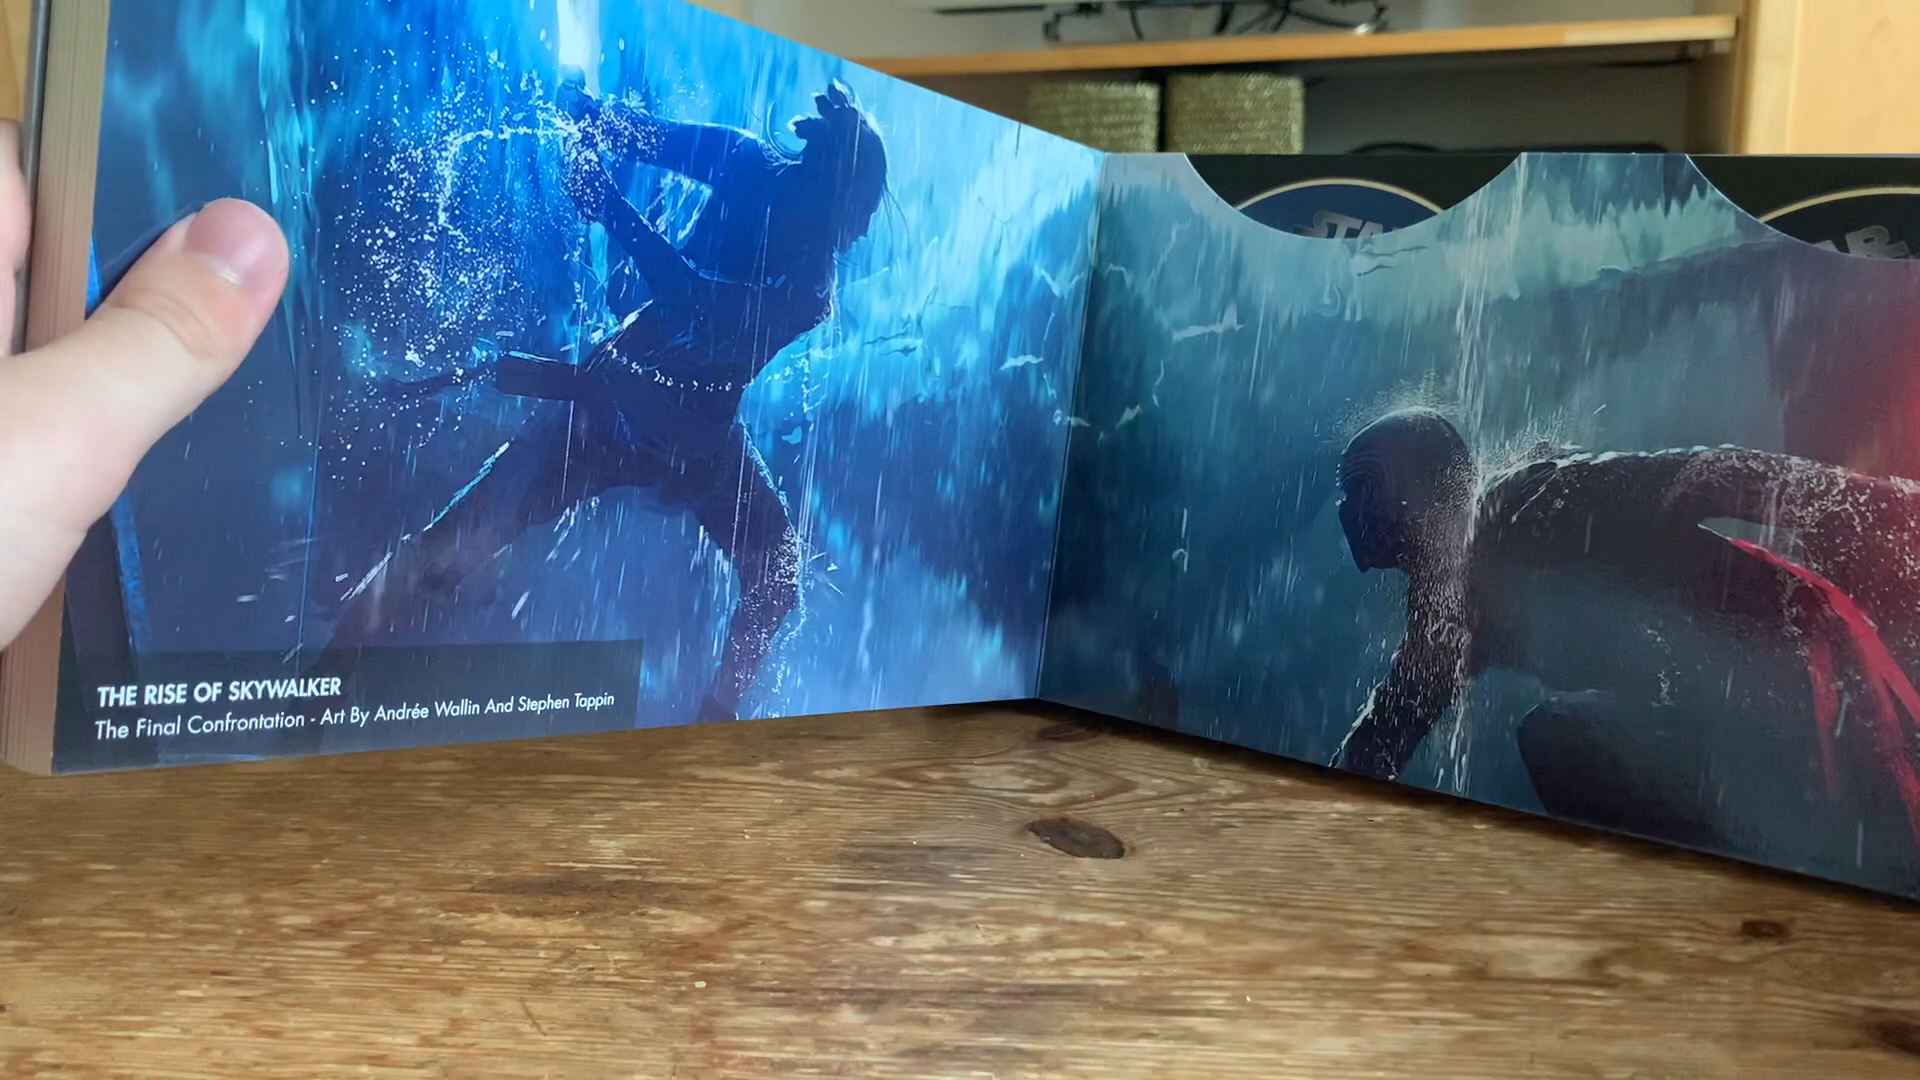 THE RISE OF SKYWALKER
The Final Confrontation - Art By Andrée Wallin And Stephen Tappin